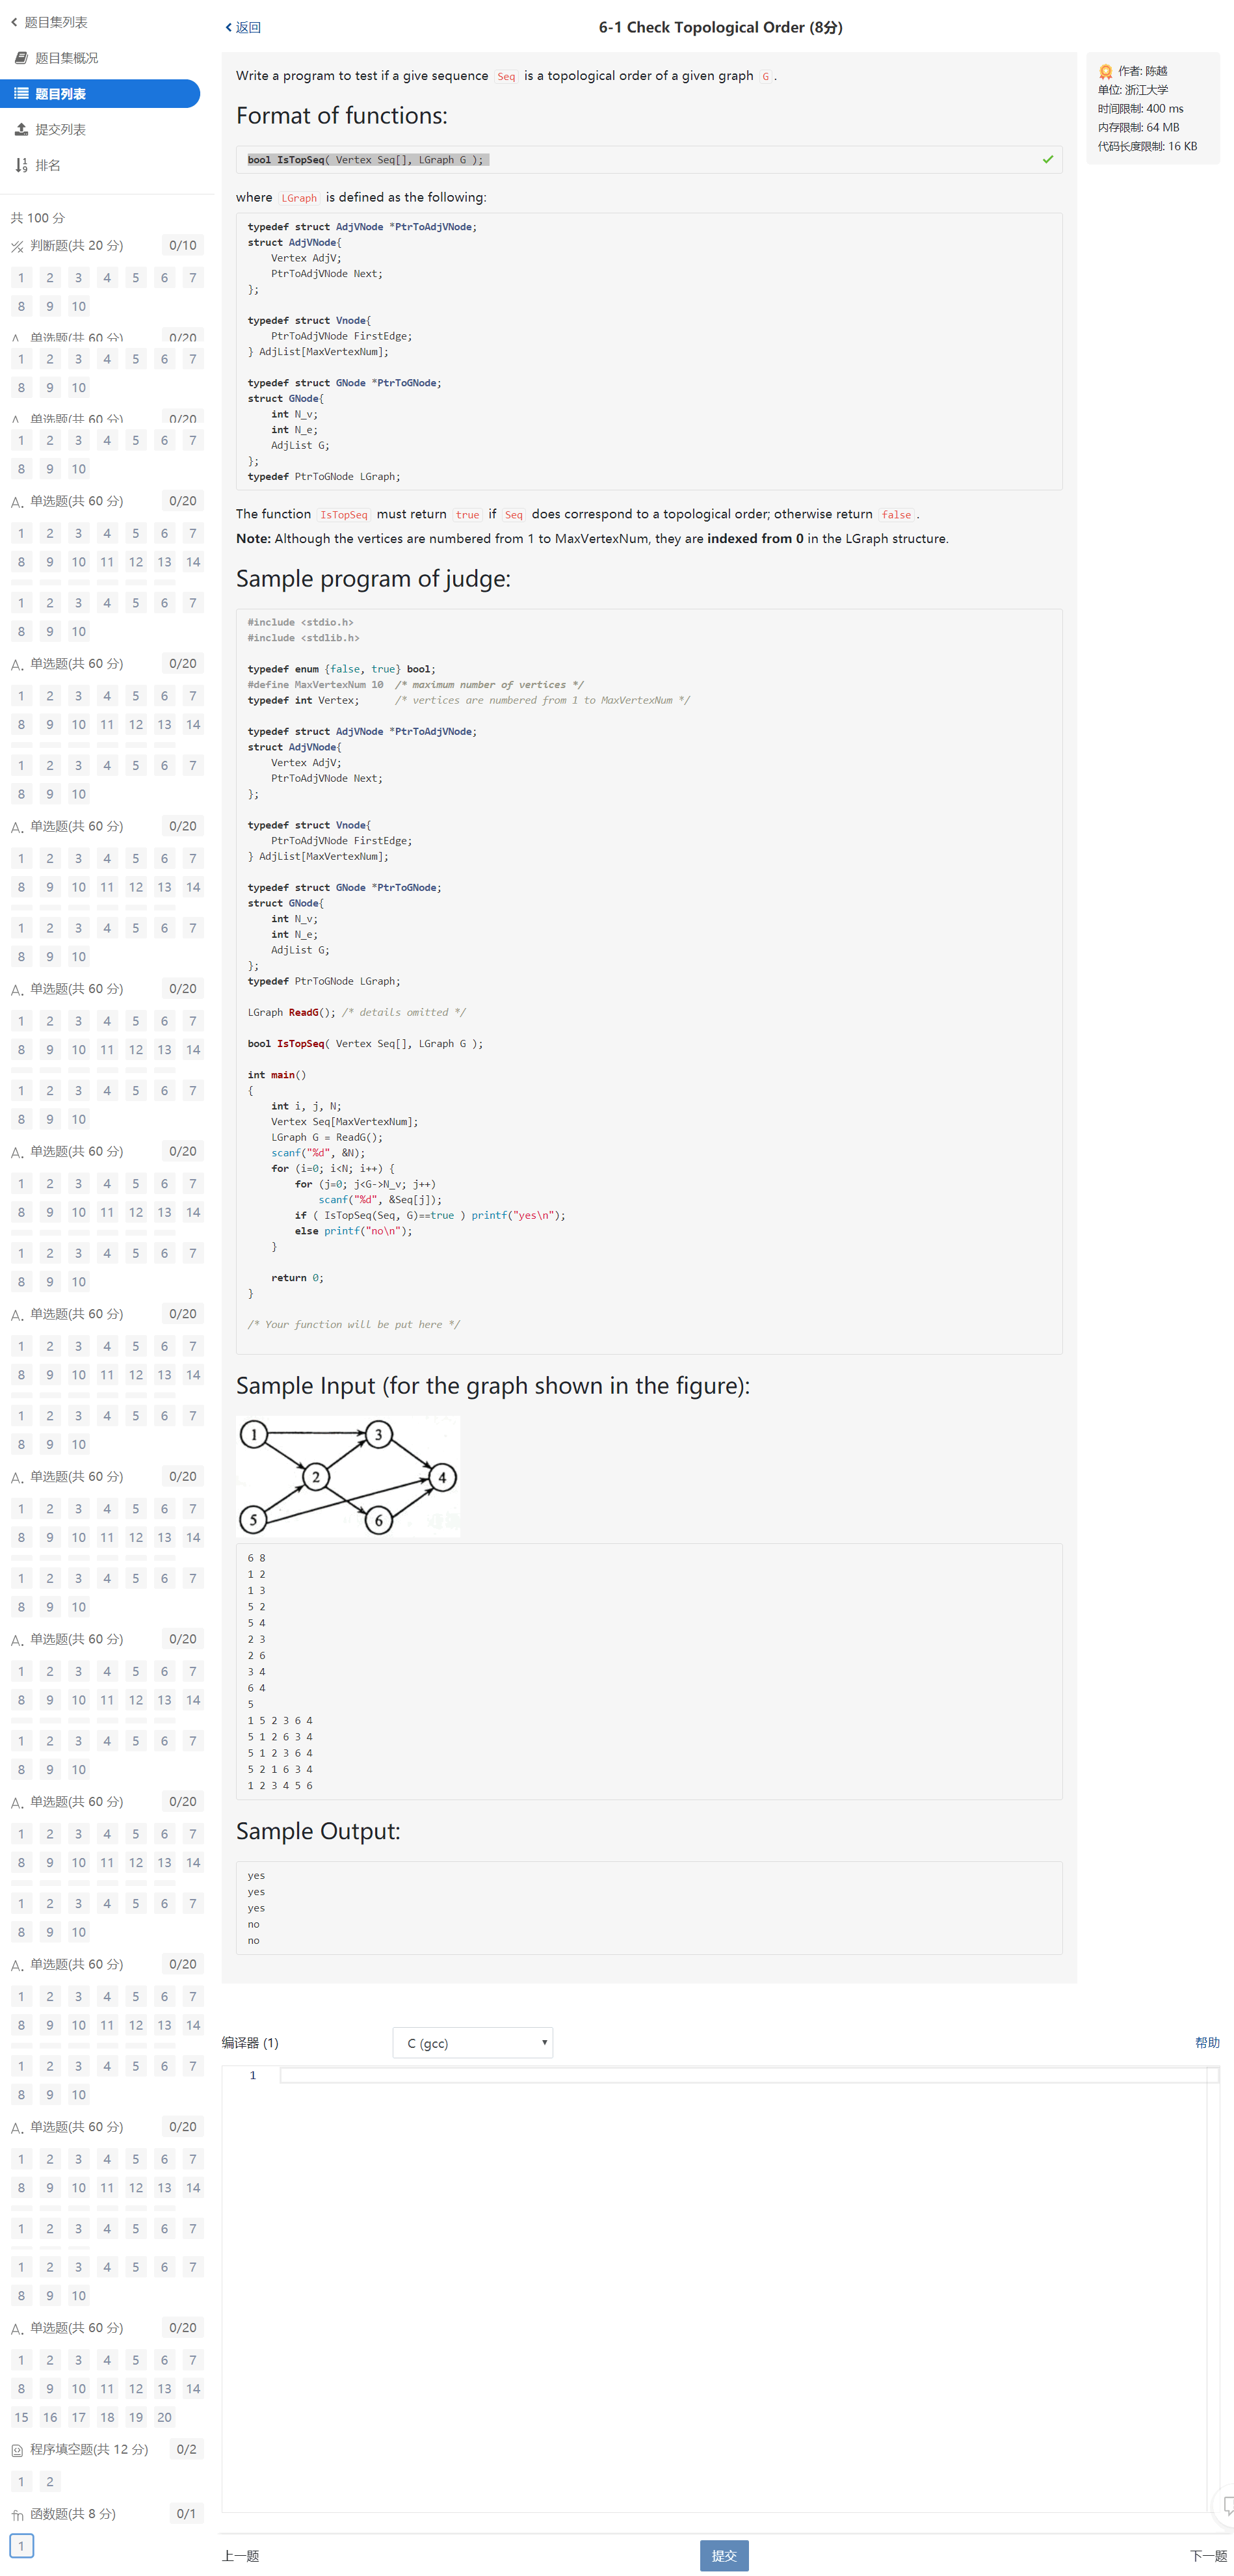 题目集列表
题目集概况
题目列表
提交列表
排名
共 100 分
判断题(共 20 分) 0/10
1 2 3 4 5 6 7
8 9 10
单选题(共 60 分) 0/20
1 2 3 4 5 6 7
8 9 10
单选题(共 60 分) 0/20
1 2 3 4 5 6 7
8 9 10
A. 单选题(共 60 分) 0/20
1 2 3 4 5 6 7
8 9 10 11 12 13 14
1 2 3 4 5 6 7
8 9 10
A. 单选题(共 60 分) 0/20
1 2 3 4 5 6 7
8 9 10 11 12 13 14
1 2 3 4 5 6 7
8 9 10
A. 单选题(共 60 分) 0/20
1 2 3 4 5 6 7
8 9 10 11 12 13 14
1 2 3 4 5 6 7
8 9 10
A. 单选题(共 60 分) 0/20
1 2 3 4 5 6 7
8 9 10 11 12 13 14
1 2 3 4 5 6 7
8 9 10
A. 单选题(共 60 分) 0/20
1 2 3 4 5 6 7
8 9 10 11 12 13 14
1 2 3 4 5 6 7
8 9 10
A. 单选题(共 60 分) 0/20
1 2 3 4 5 6 7
8 9 10 11 12 13 14
1 2 3 4 5 6 7
8 9 10
A. 单选题(共 60 分) 0/20
1 2 3 4 5 6 7
8 9 10 11 12 13 14
1 2 3 4 5 6 7
8 9 10
A. 单选题(共 60 分) 0/20
1 2 3 4 5 6 7
8 9 10 11 12 13 14
1 2 3 4 5 6 7
8 9 10
A. 单选题(共 60 分) 0/20
1 2 3 4 5 6 7
8 9 10 11 12 13 14
1 2 3 4 5 6 7
8 9 10
A. 单选题(共 60 分) 0/20
1 2 3 4 5 6 7
8 9 10 11 12 13 14
1 2 3 4 5 6 7
8 9 10
A. 单选题(共 60 分) 0/20
1 2 3 4 5 6 7
8 9 10 11 12 13 14
1 2 3 4 5 6 7
1 2 3 4 5 6 7
8 9 10
A. 单选题(共 60 分) 0/20
1 2 3 4 5 6 7
8 9 10 11 12 13 14
15 16 17 18 19 20
程序填空题(共 12 分) 0/2
1 2
fn 函数题(共 8 分) 0/1
1
返回
6-1 Check Topological Order (8分)
Write a program to test if a give sequence Seq is a topological order of a given graph G .
Format of functions:
bool IsTopSeq( Vertex Seq[], LGraph G );
where LGraph is defined as the following:
typedef struct AdjVNode *PtrToAdjVNode;
struct AdjVNode{
Vertex AdjV;
PtrToAdjVNode Next;
};
typedef struct Vnode{
PtrToAdjVNode FirstEdge;
} AdjList[MaxVertexNum];
typedef struct GNode *PtrToGNode;
struct GNode{
int N_v;
int N_e;
AdjList G;
};
typedef PtrToGNode LGraph;
The function IsTopSeq must return true if Seq does correspond to a topological order; otherwise return false .
Note: Although the vertices are numbered from 1 to MaxVertexNum, they are indexed from 0 in the LGraph structure.
Sample program of judge:
#include <stdio.h>
#include <stdlib.h>
typedef enum {false, true} bool;
#define MaxVertexNum 10 /* maximum number of vertices */
typedef int Vertex; /* vertices are numbered from 1 to MaxVertexNum */
typedef struct AdjVNode *PtrToAdjVNode;
struct AdjVNode{
Vertex AdjV;
PtrToAdjVNode Next;
};
typedef struct Vnode{
PtrToAdjVNode FirstEdge;
} AdjList[MaxVertexNum];
typedef struct GNode *PtrToGNode;
struct GNode{
int N_v;
int N_e;
AdjList G;
};
typedef PtrToGNode LGraph;
LGraph ReadG(); /* details omitted */
bool IsTopSeq( Vertex Seq[], LGraph G );
int main()
{
int i, j, N;
Vertex Seq[MaxVertexNum];
LGraph G = ReadG();
scanf("%d", &N);
for (i=0; i<N; i++) {
for (j=0; j<G->N_v; j++)
scanf("%d", &Seq[j]);
if ( IsTopSeq(Seq, G)==true ) printf("yes\n");
else printf("no\n");
}
return 0;
}
/* Your function will be put here */
Sample Input (for the graph shown in the figure):
1 3
2 4
5 6
6 8
1 2
1 3
5 2
5 4
2 3
2 6
3 4
6 4
5
1 5 2 3 6 4
5 1 2 6 3 4
5 1 2 3 6 4
5 2 1 6 3 4
1 2 3 4 5 6
Sample Output:
yes
yes
yes
no
no
作者: 陈越
单位: 浙江大学
时间限制: 400 ms
内存限制: 64 MB
代码长度限制: 16 KB
编译器 (1) C (gcc) 帮助
1
上一题 提交 下一题